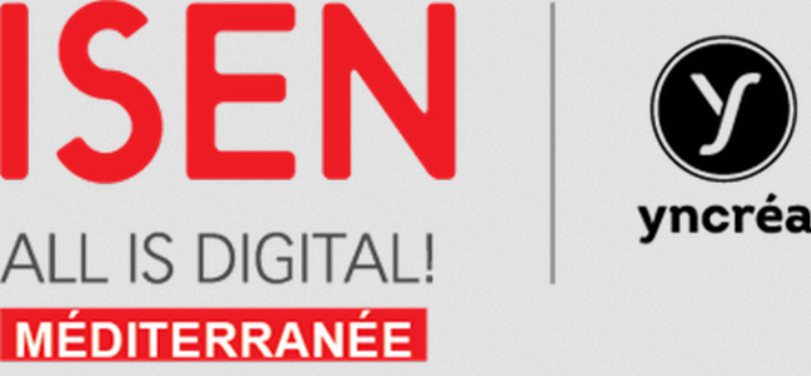 ISEN
ALL IS DIGITAL!
MÉDITERRANÉE
y
yncréa